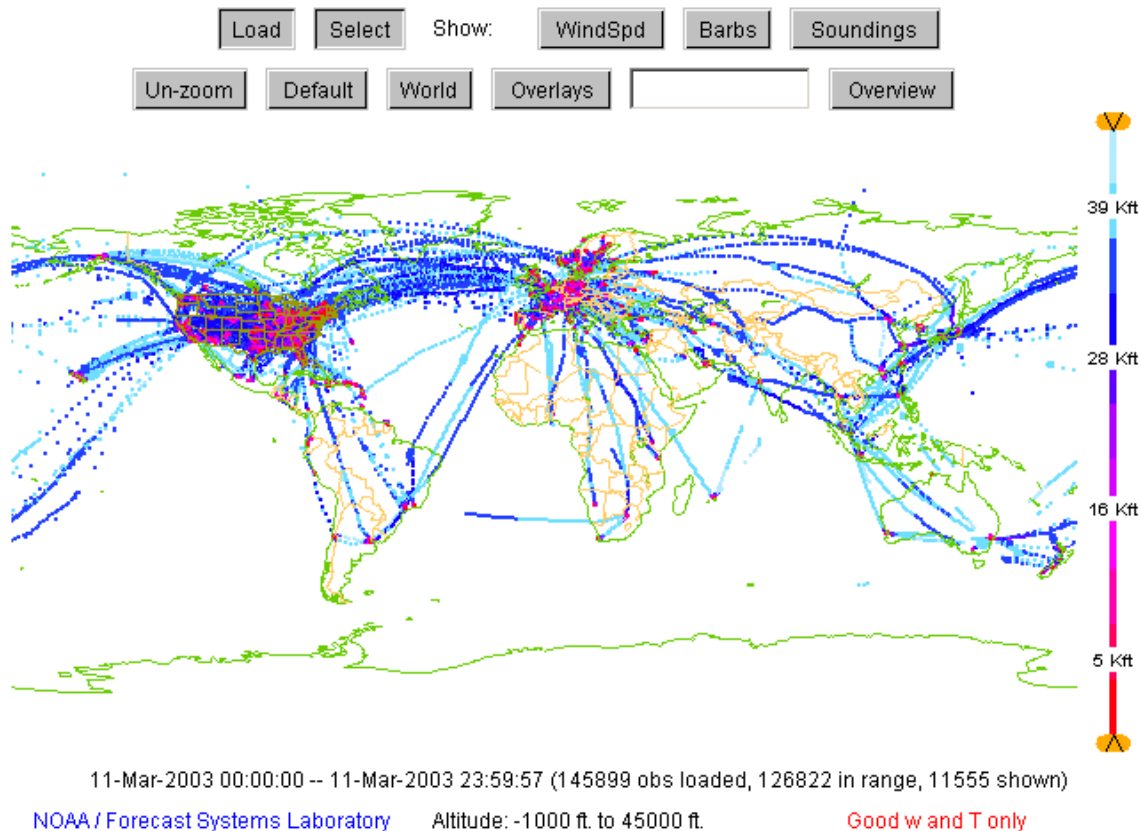 Load Select Show: WindSpd Barbs Soundings
Un-zoom Default World Overlays Overview
39 Kft
28 Kft
16 Kft
5 Kft
11-Mar-2003 00:00:00 -- 11-Mar-2003 23:59:57 (145899 obs loaded, 126822 in range, 11555 shown)
NOAA / Forecast Systems Laboratory Altitude: -1000 ft. to 45000 ft. Good w and T only